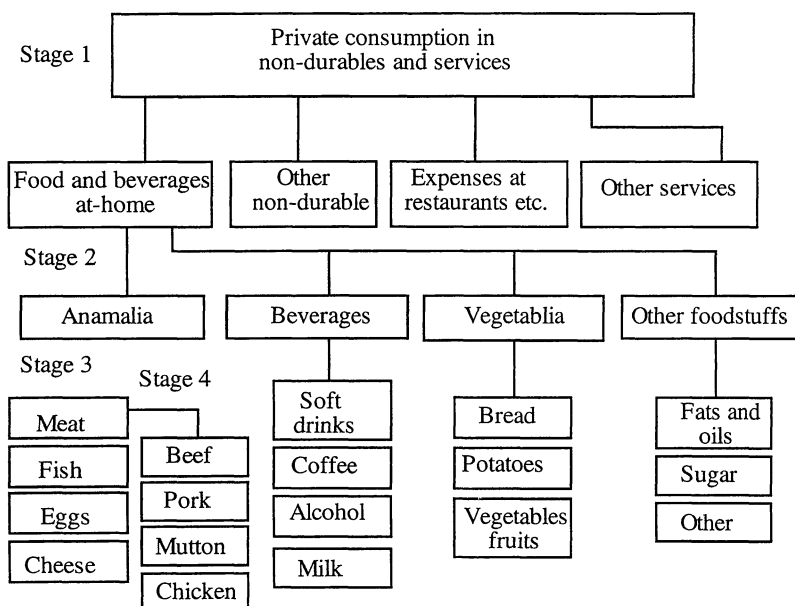 Stage 1
Private consumption in
non-durables and services
Food and beverages
at-home
Other
non-durable
Expenses at
restaurants etc.
Other services
Stage 2
Anamalia
Beverages
Vegetablia
Other foodstuffs
Stage 3
Stage 4
Meat
Fish
Eggs
Cheese
Beef
Pork
Mutton
Chicken
Soft
drinks
Coffee
Alcohol
Milk
Bread
Potatoes
Vegetables
fruits
Fats and
oils
Sugar
Other